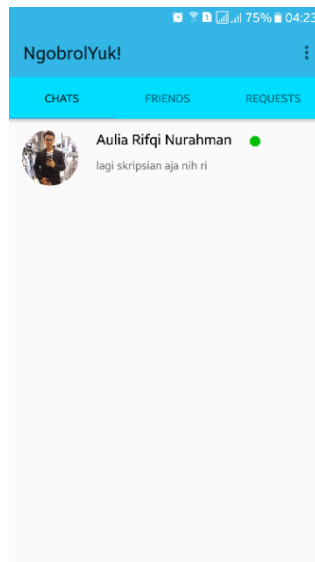 75% 04:23
NgobrolYuk!
CHATS FRIENDS REQUESTS
Aulia Rifqi Nurahman
lagi skripsian aja nih ri